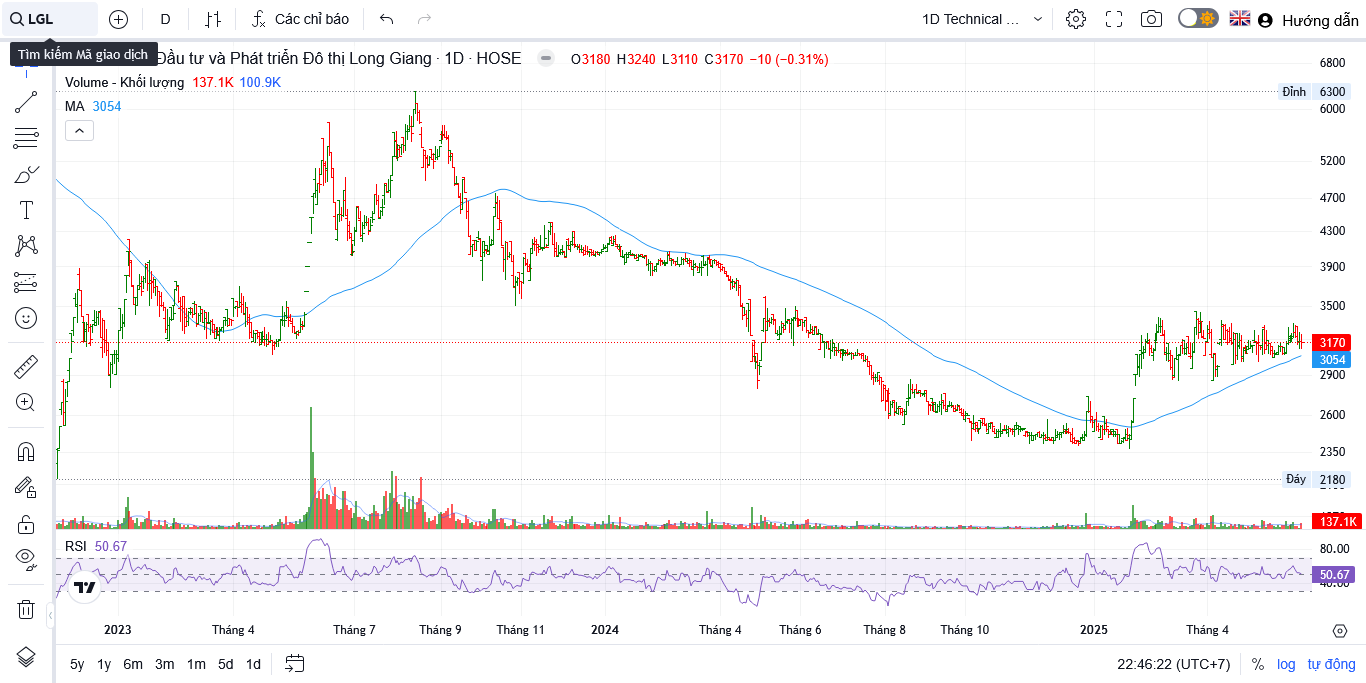 LGL
D
Các chỉ báo
1D Technical ...
Hướng dẫn
Tìm kiếm Mã giao dịch
Đầu tư và Phát triển Đô thị Long Giang · 1D · HOSE
O3180 H3240 L3110 C3170 −10 (−0.31%)
Volume - Khối lượng 137.1K 100.9K
MA 3054
6800
Đỉnh 6300
6000
5200
4700
4300
3900
3500
3170
3054
2900
2600
2350
Đáy 2180
137.1K
RSI 50.67
80.00
50.67
40.00
2023 Tháng 4 Tháng 7 Tháng 9 Tháng 11 2024 Tháng 4 Tháng 6 Tháng 8 Tháng 10 2025 Tháng 4
5y 1y 6m 3m 1m 5d 1d
22:46:22 (UTC+7) % log tự động